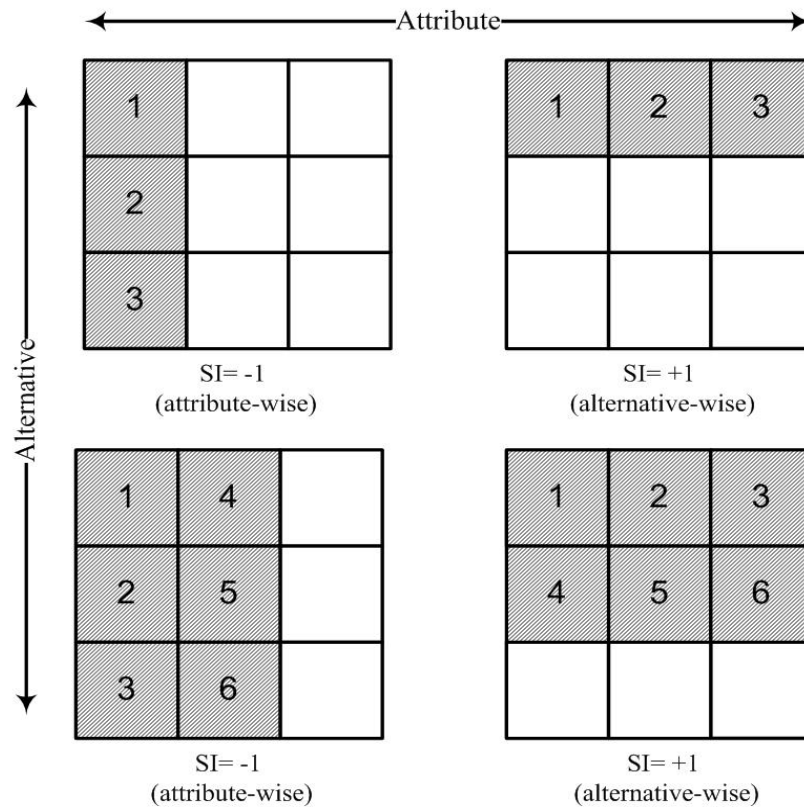 Attribute
Alternative
1
2
3
SI= -1
(attribute-wise)
1 2 3
SI= +1
(alternative-wise)
1 4
2 5
3 6
SI= -1
(attribute-wise)
1 2 3
4 5 6
SI= +1
(alternative-wise)